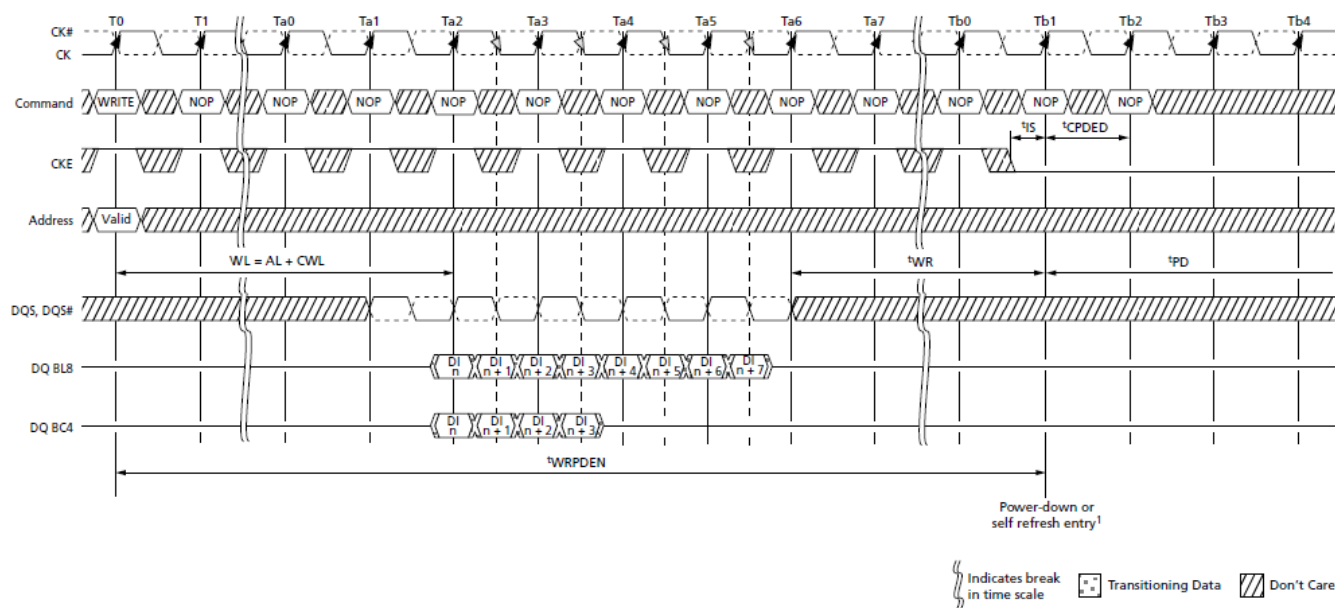 T0 T1 Ta0 Ta1 Ta2 Ta3 Ta4 Ta5 Ta6 Ta7 Tb0 Tb1 Tb2 Tb3 Tb4
CK#
CK
Command WRITE NOP NOP NOP NOP NOP NOP NOP NOP NOP NOP NOP NOP
tIS tCPDED
CKE
Address Valid
WL = AL + CWL tWR tPD
DQS, DQS#
DQ BL8 DI n DI n + 1 DI n + 2 DI n + 3 DI n + 4 DI n + 5 DI n + 6 DI n + 7
DQ BC4 DI n DI n + 1 DI n + 2 DI n + 3
tWRPDEN
Power-down or
self refresh entry1
Indicates break
in time scale
Transitioning Data
Don't Care